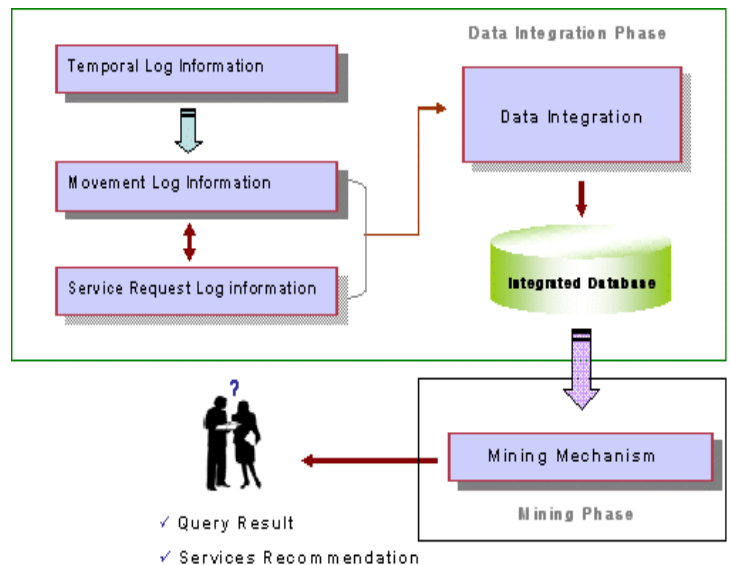 Data Integration Phase
Temporal Log Information
Data Integration
Movement Log Information
Service Request Log information
Integrated Database
?
Mining Mechanism
Mining Phase
✓ Query Result
✓ Services Recommendation